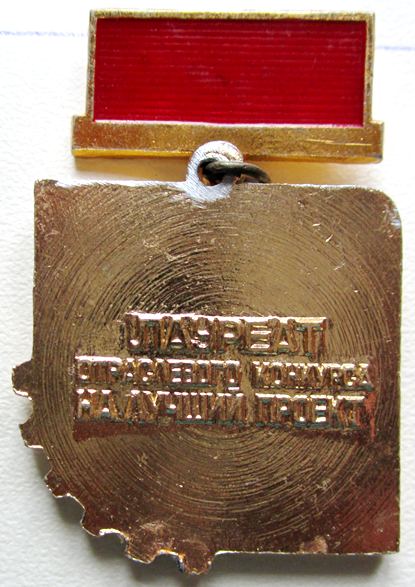 ЛАУРЕАТ
ОТРАСЛЕВОГО КОНКУРСА
НА ЛУЧШИЙ ПРОЕКТ